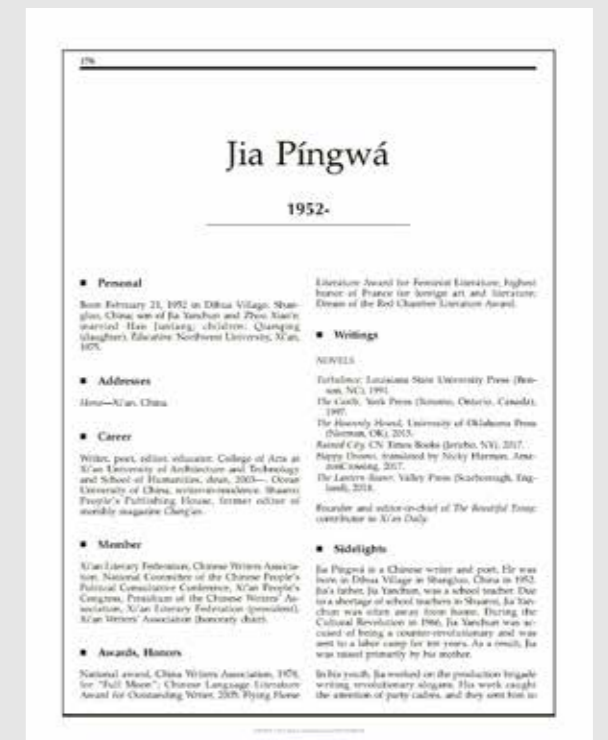 176
Jia Píngwá
1952-
Personal
Born February 21, 1952 in Dihua Village, Shan-
gluo, China; son of Jia Yanchun and Zhou
married Han Junfang; children: Qianqing
(daughter). Education: Northwest University, Xi'an,
1975.
Addresses
Home—Xi'an, China.
Career
Writer, poet, editor, educator. College of Arts at
Xi'an University of Architecture and Technology
and School of Humanities, dean, 2003—. Ocean
University of China, writer-in-residence. Shaanxi
People's Publishing House, former editor of
monthly magazine
Member
Xi'an Literary Federation, Chinese Writers Associa-
tion, National Committee of the Chinese People's
Political Consultative Conference, Xi'an People's
Congress, Presidium of the Chinese Writers' As-
sociation, Xi'an Literary Federation (president),
Xi'an Writers' Association (honorary chair).
Awards, Honors
National award, China Writers Association, 1978,
for "Full Moon"; Chinese Language Literature
Award for Outstanding Writer, 2005; Flying Horse
Literature Award for Feminist Literature; highest
honor of France for foreign art and literature;
Dream of the Red Chamber Literature Award.
Writings
NOVELS
Turbulence, Louisiana State University Press
1991.
The Castle, York Press (Toronto, Ontario, Canada),
1997.
The Heavenly Hound, University of Oklahoma Press
(Norman, OK),
Ruined City, CN Times Books (Jericho, NY), 2017.
Happy Dreams, translated by Nicky Harman, Ama-
zonCrossing, 2017.
The Lantern Bearer, Valley Press (Scarborough, Eng-
land), 2018.
Founder and editor-in-chief of The Beautiful Essay;
contributor to Xi'an Daily.
Sidelights
Jia Pingwa is a Chinese writer and poet. He was
born in Dihua Village in Shangluo, China in 1952.
Jia's father, Jia Yanchun, was a school teacher. Due
to a shortage of school teachers in Shaanxi, Jia Yan-
chun was often away from home. During the
Cultural Revolution in 1966, Jia Yanchun was ac-
cused of being a counter-revolutionary and was
sent to a labor camp for ten years. As a result, Jia
was raised primarily by his mother.
In his youth, Jia worked on the production brigade
writing revolutionary slogans. His work caught
the attention of party cadres, and they sent him to